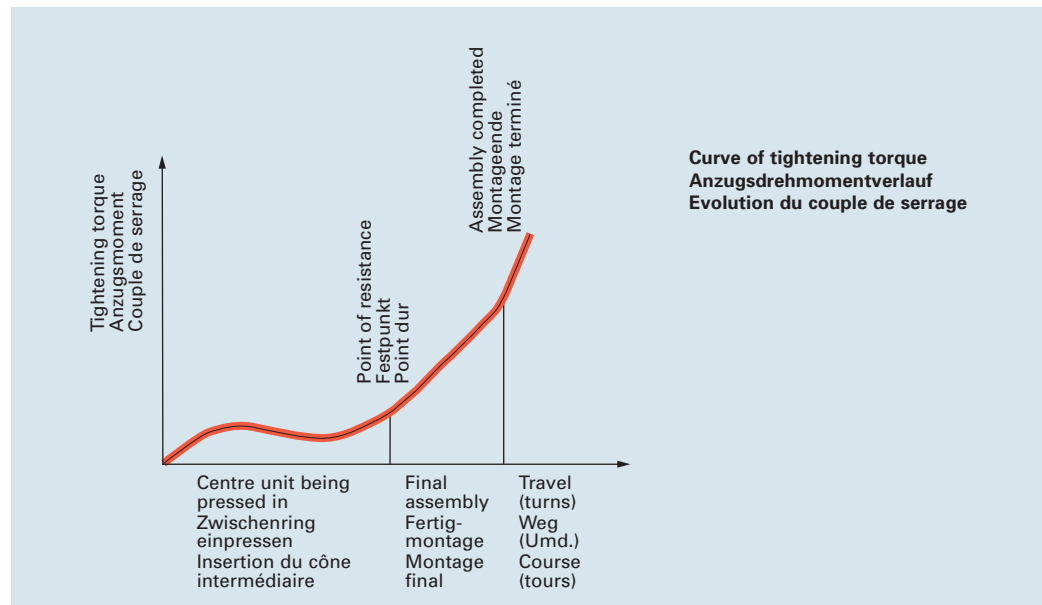 Curve of tightening torque
Anzugsdrehmomentverlauf
Evolution du couple de serrage
Tightening torque
Anzugsmoment
Couple de serrage
Point of resistance
Festpunkt
Point dur
Assembly completed
Montageende
Montage terminé
Centre unit being
pressed in
Zwischenring
einpressen
Insertion du cône
intermédiaire
Final
assembly
Fertig-
montage
Montage
final
Travel
(turns)
Weg
(Umd.)
Course
(tours)